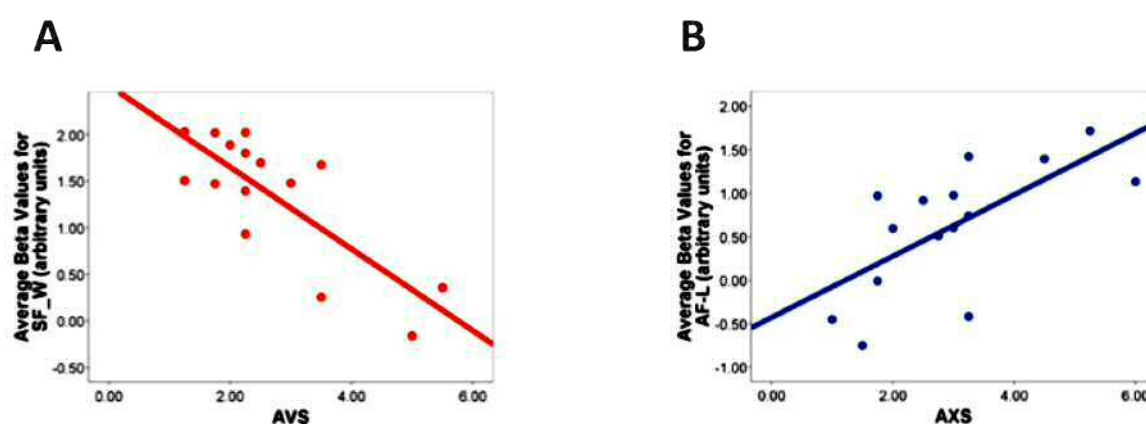 A
B
Average Beta Values for
SF_W (arbitrary units)
2.00
1.50
1.00
0.50
0.00
-0.50
0.00 2.00 4.00 6.00
AVS
Average Beta Values for
AF-L (arbitrary units)
2.00
1.50
1.00
0.50
0.00
-0.50
-1.00
0.00 2.00 4.00 6.00
AXS